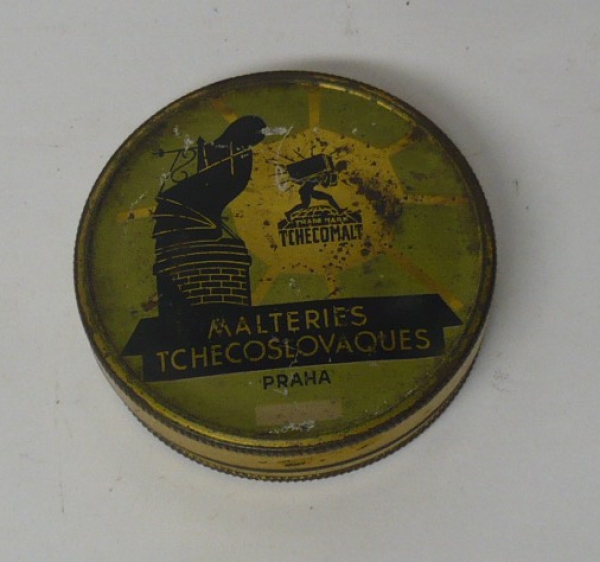 TRADE MARK
TCHECOMALT
MALTERIES
TCHECOSLOVAQUES
PRAHA